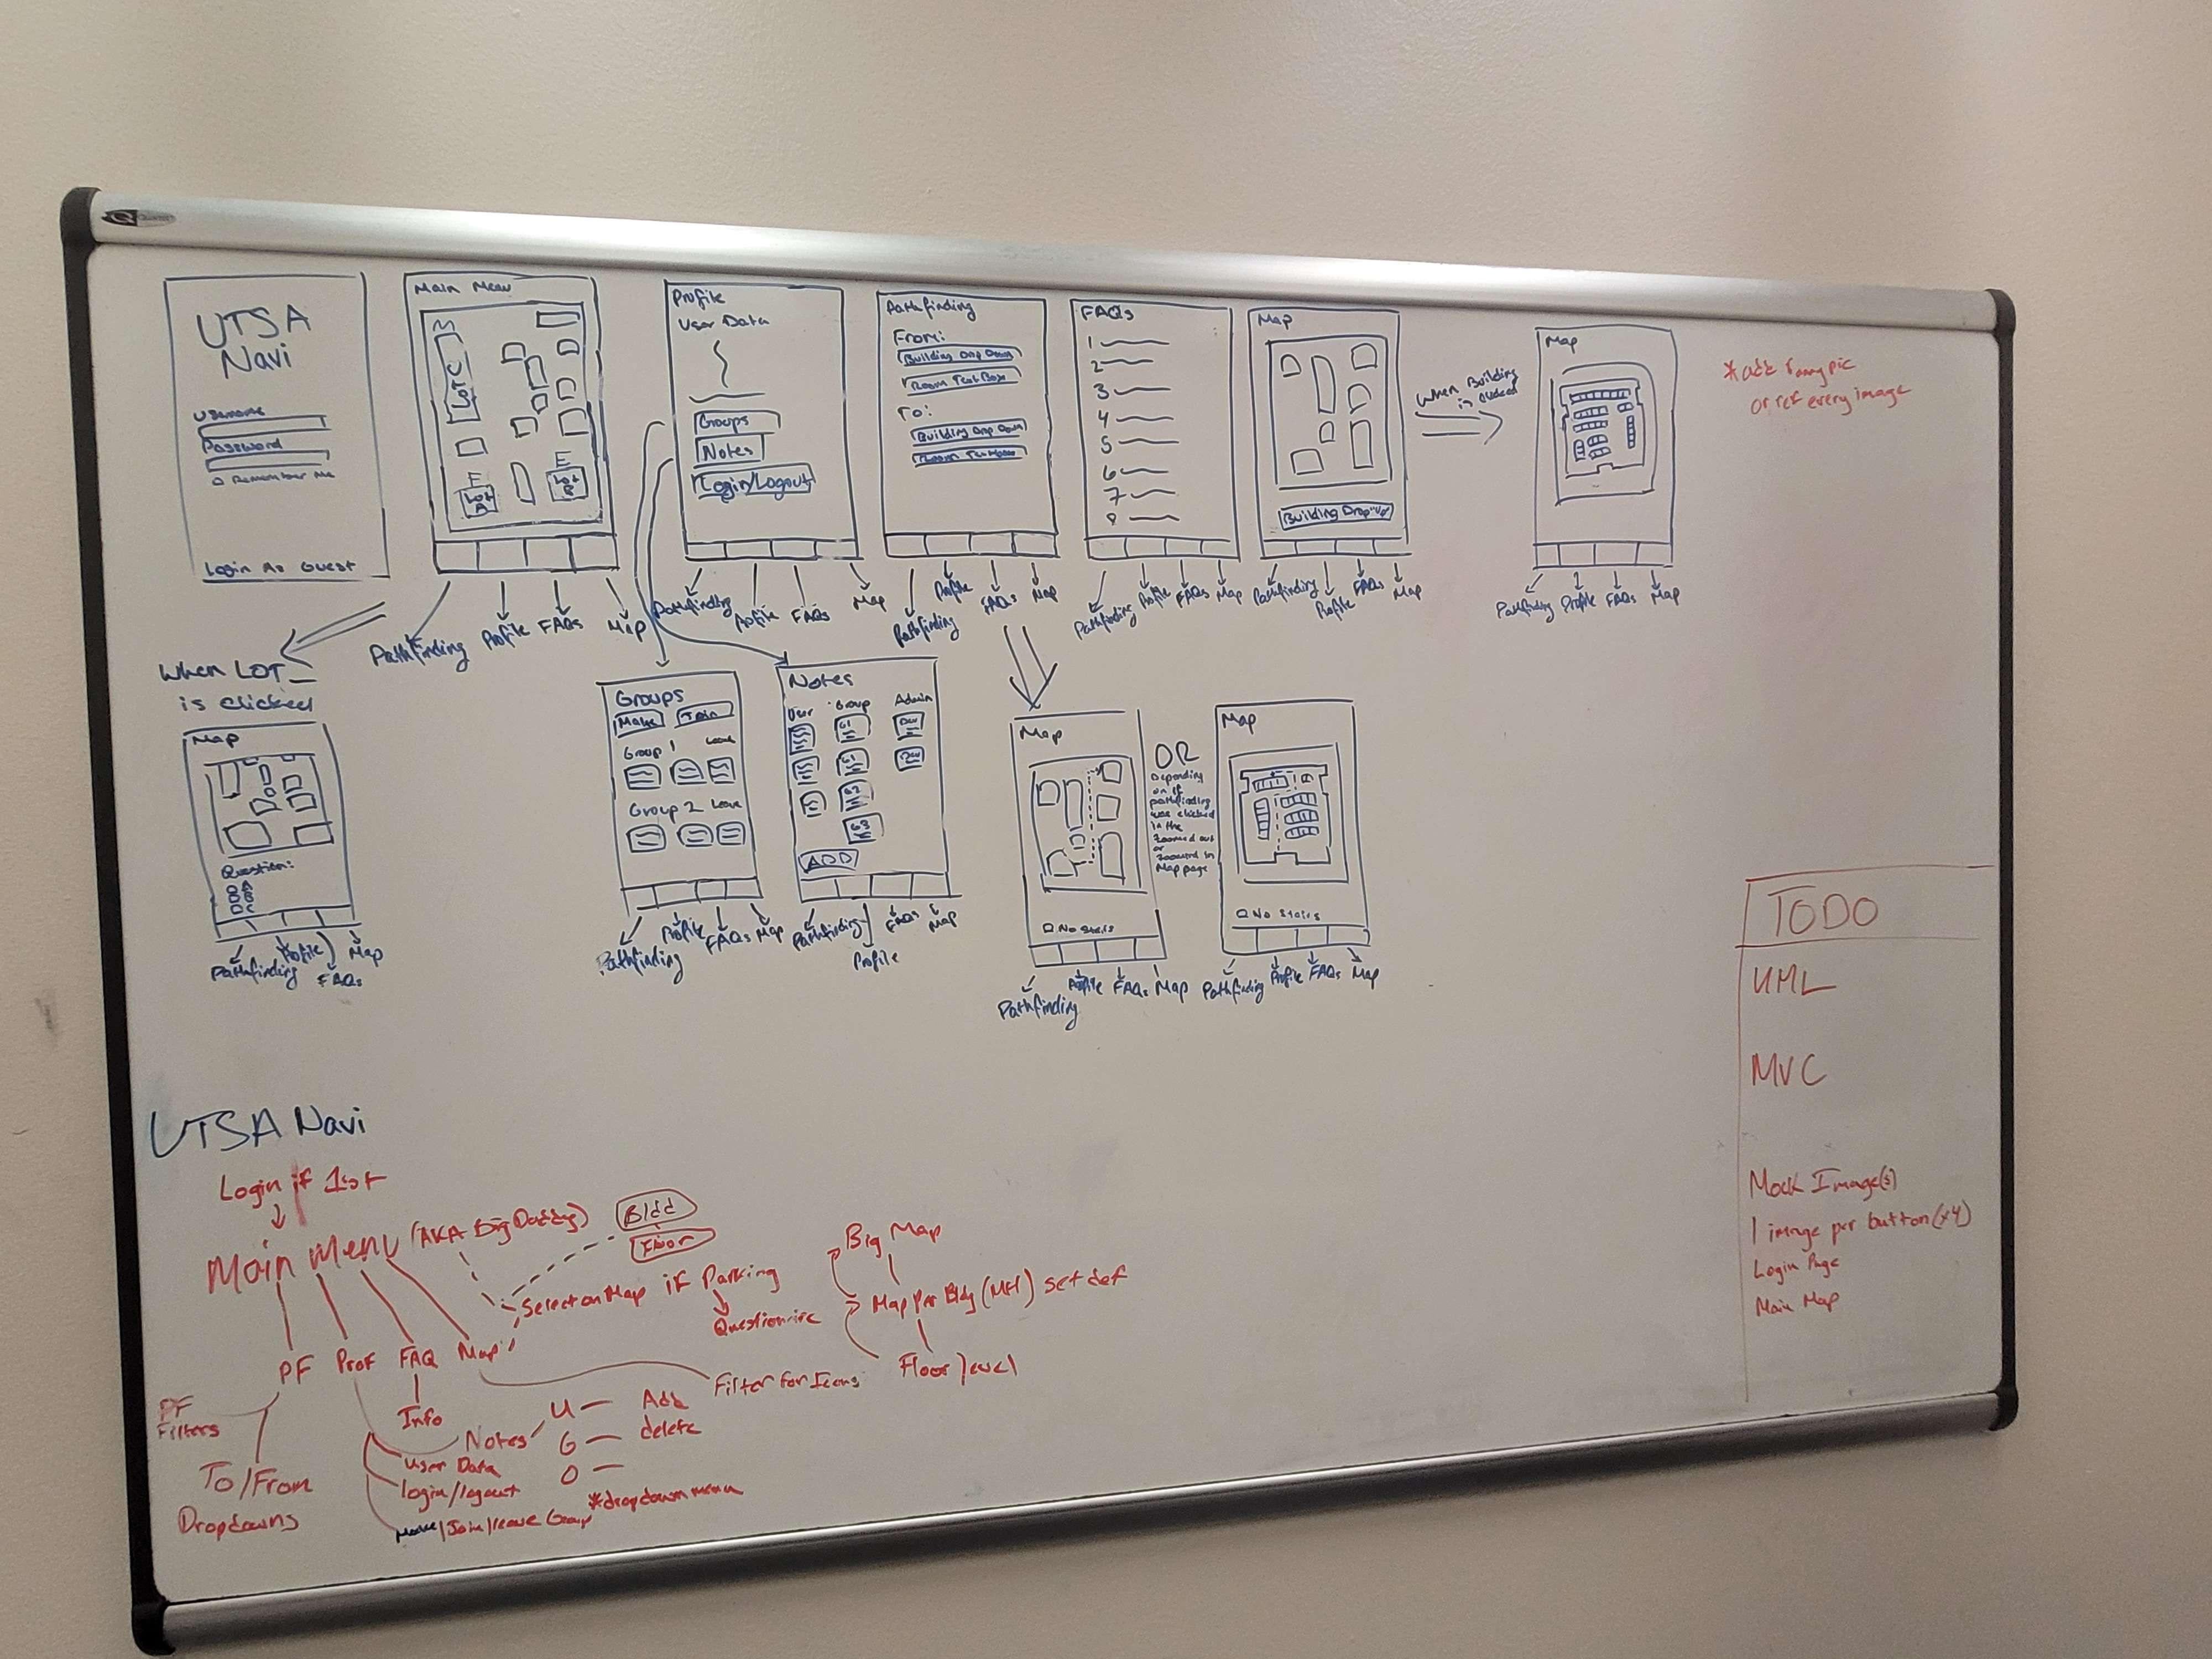 UTSA
Navi
Username
Password
Remember Me
Login As Guest
Main Menu
M
LOT C
E
LOT
A
E
LOT
B
Pathfinding
Profile
FAQs
Map
Profile
User Data
Groups
Notes
Login/Logout
Pathfinding
Profile
FAQs
Map
Pathfinding
From:
Building Drop Down
Room Text Box
To:
Building Drop Down
Room Text Box
Pathfinding
Profile
FAQs
Map
FAQs
1
2
3
4
5
6
7
8
Pathfinding
Profile
FAQs
Map
Map
Building Drop-Up
Pathfinding
Profile
FAQs
Map
When Building
is clicked
Map
Pathfinding
Profile
FAQs
Map
*add pic
or ref every image
When LOT _
is clicked
Map
Question:
A
B
C
Pathfinding
Profile
FAQs
Map
Groups
Make
Join
Group 1
Leave
Group 2
Leave
Pathfinding
Profile
FAQs
Map
Notes
User
Group
Admin
G1
G1
G2
G3
ADD
Pathfinding
Profile
FAQs
Map
Map
No Stairs
Pathfinding
Profile
FAQs
Map
OR
Depending
on if
pathfinding
was clicked
in the
zoomed out
or
zoomed in
Map page
Map
No Stairs
Pathfinding
Profile
FAQs
Map
TODO
UML
MVC
Mock Image(s)
1 image per button (x4)
Login Page
Main Map
UTSA Navi
Login if 1st
Main Menu (AKA Big Daddy)
Bldd
Floor
Selection Map if Parking
Questionnire
Big Map
Map per Bldg (MH) set def
Floor level
PF
Prof
FAQ
Map
Filter for Icons
PF
Filters
To/From
Dropdowns
Info
Notes
U — Add
G — delete
O —
*dropdown menu
User Data
login/logout
Make/Join/leave Group